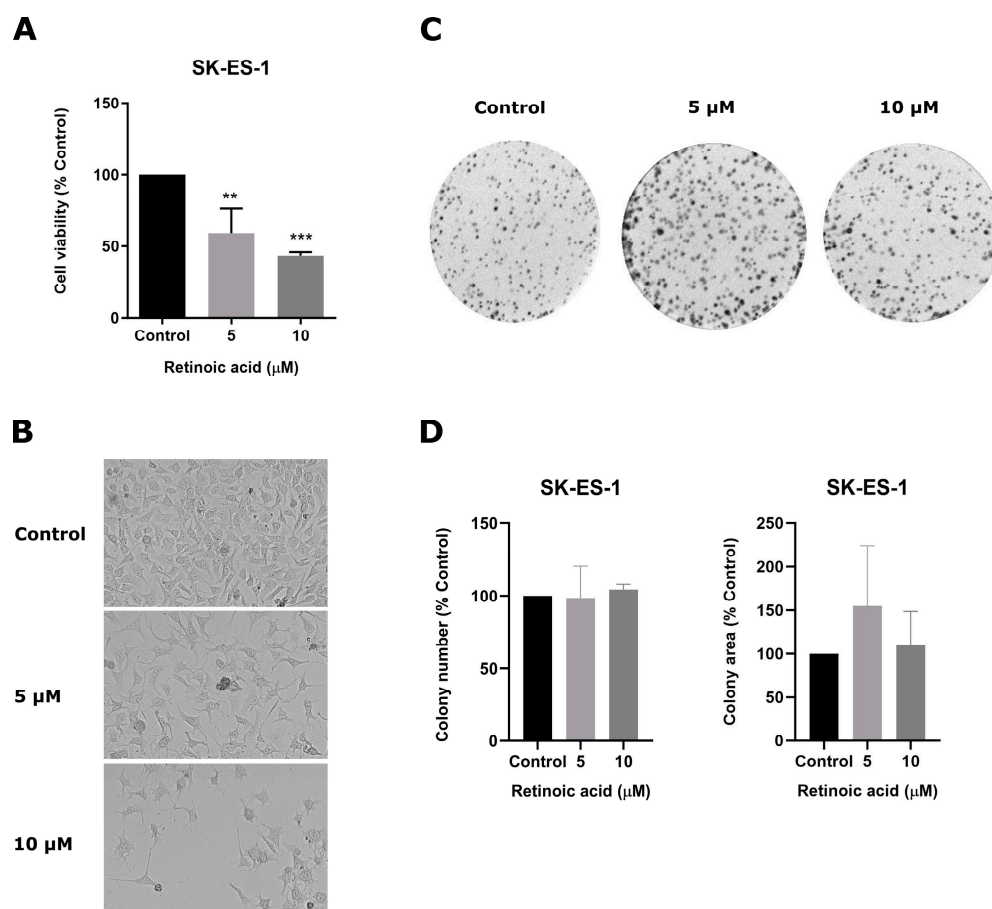 A
SK-ES-1
Cell viability (% Control)
150
100
50
0
**
***
Control 5 10
Retinoic acid (μM)
B
Control
5 μM
10 μM
C
Control 5 μM 10 μM
D
SK-ES-1
Colony number (% Control)
150
100
50
0
Control 5 10
Retinoic acid (μM)
SK-ES-1
Colony area (% Control)
250
200
150
100
50
0
Control 5 10
Retinoic acid (μM)